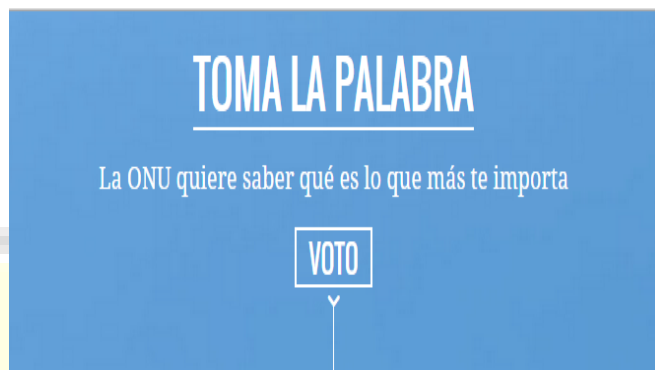 TOMA LA PALABRA
La ONU quiere saber qué es lo que más te importa
VOTO